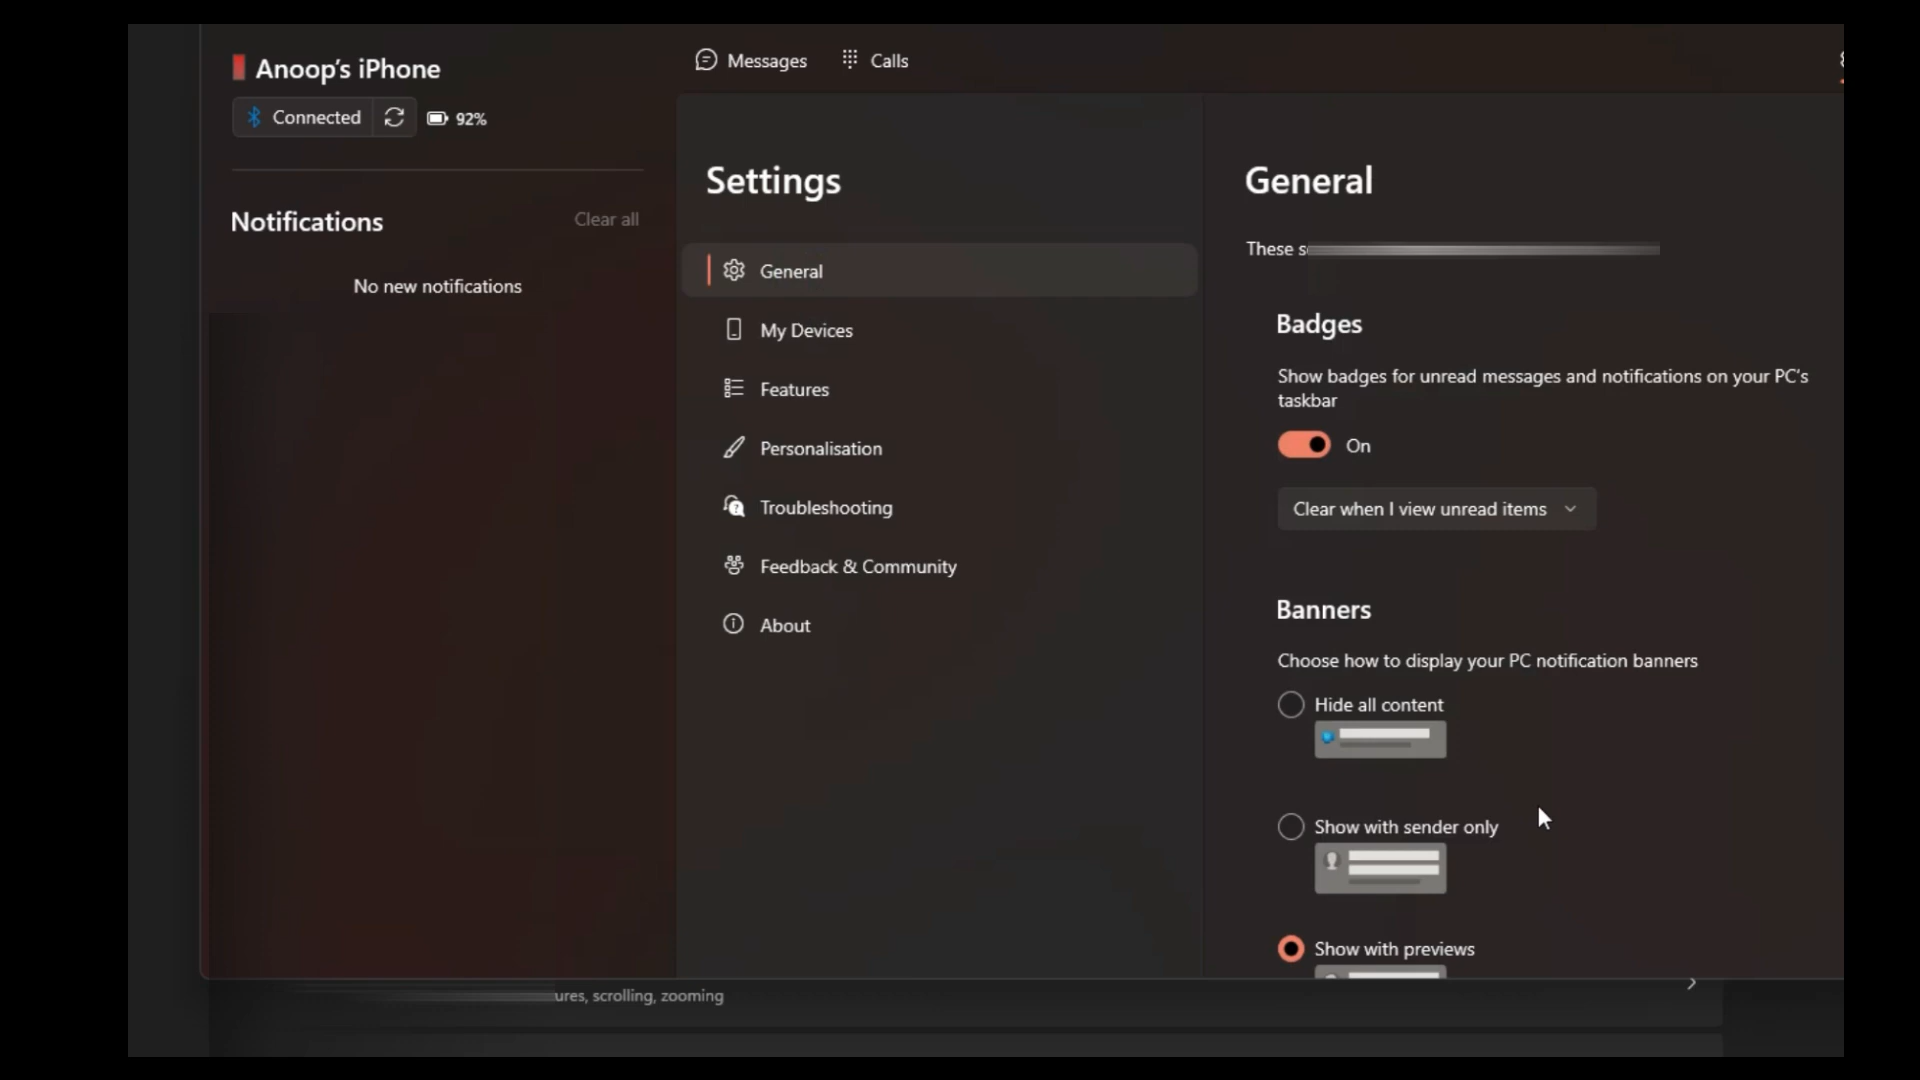 Anoop's iPhone
Connected
92%
Notifications
Clear all
No new notifications
Messages
Calls
Settings
General
My Devices
Features
Personalisation
Troubleshooting
Feedback & Community
About
General
These
Badges
Show badges for unread messages and notifications on your PC's
taskbar
On
Clear when I view unread items
Banners
Choose how to display your PC notification banners
Hide all content
Show with sender only
Show with previews
scrolling, zooming